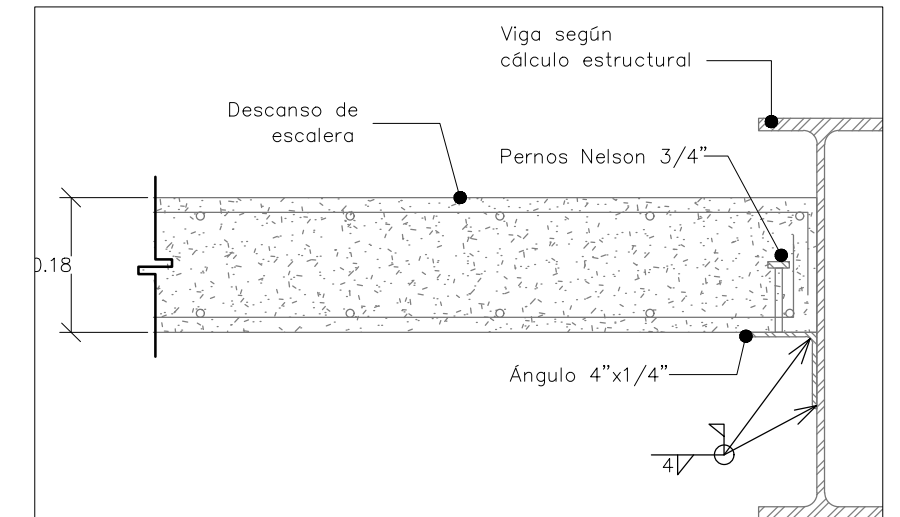 Viga según
cálculo estructural
Descanso de
escalera
Pernos Nelson 3/4"
0.18
Ángulo 4"x1/4"
4